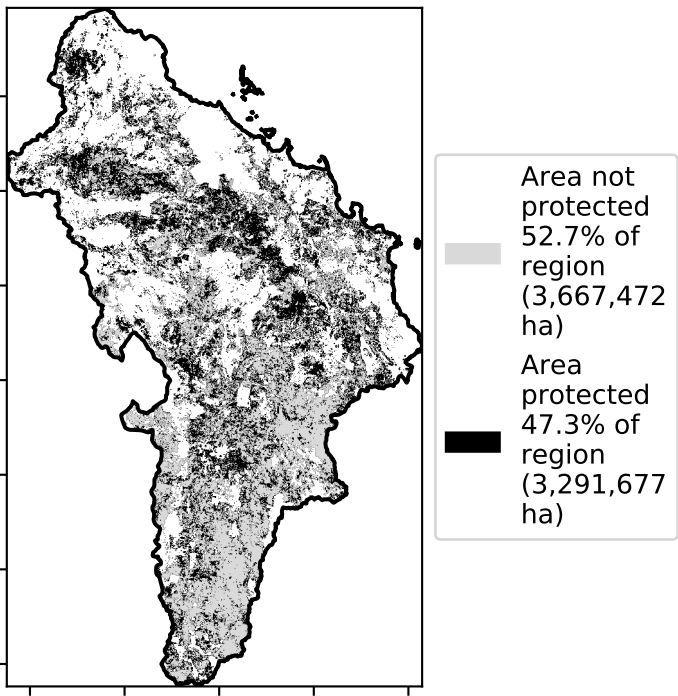 Area not
protected
52.7% of
region
(3,667,472
ha)
Area
protected
47.3% of
region
(3,291,677
ha)